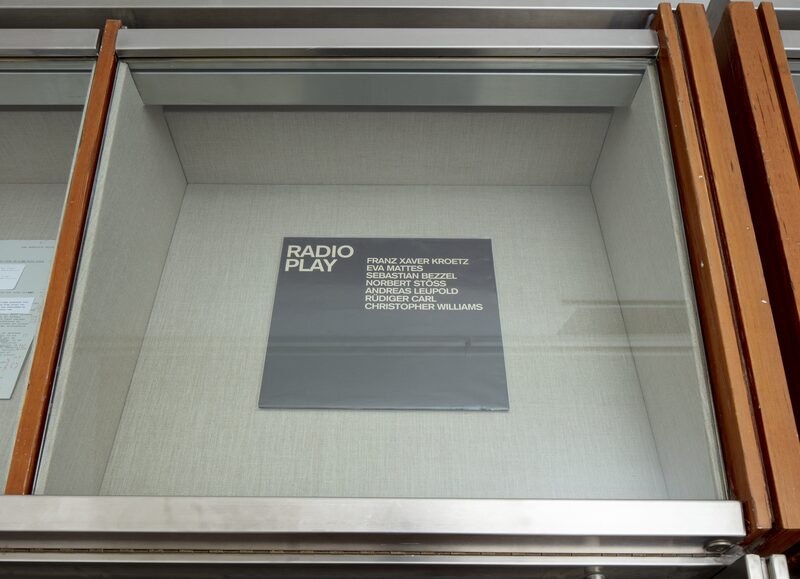 RADIO
PLAY
FRANZ XAVER KROETZ
EVA MATTES
SEBASTIAN BEZZEL
NORBERT STÖSS
ANDREAS LEUPOLD
RÜDIGER CARL
CHRISTOPHER WILLIAMS